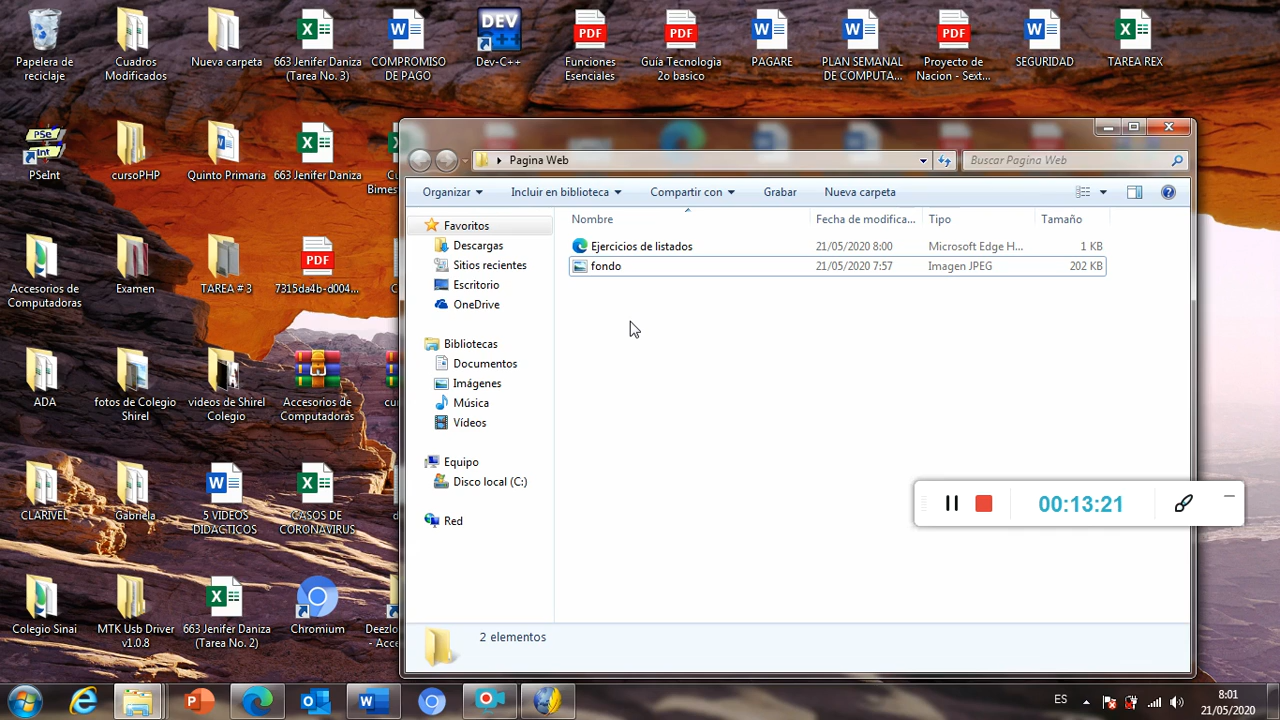 Papelera de reciclaje
Cuadros Modificados
Nueva carpeta
663 Jenifer Daniza (Tarea No. 3)
COMPROMISO DE PAGO
DEV C++
Dev-C++
PDF
Funciones Esenciales
PDF
Guía Tecnologia 2o basico
PAGARE
PLAN SEMANAL DE COMPUTA...
PDF
Proyecto de Nacion - Sext...
SEGURIDAD
TAREA REX
PSe Int
PSeInt
cursoPHP
Quinto Primaria
663 Jenifer Daniza
Accesorios de Computadoras
Examen
TAREA # 3
PDF
7315da4b-d004...
ADA
fotos de Colegio Shirel
videos de Shirel Colegio
Accesorios de Computadoras
CLARIVEL
Gabriela
5 VIDEOS DIDACTICOS
CASOS DE CORONAVIRUS
Colegio Sinai
MTK Usb Driver v1.0.8
663 Jenifer Daniza (Tarea No. 2)
Chromium
Pagina Web
Buscar Pagina Web
Organizar
Incluir en biblioteca
Compartir con
Grabar
Nueva carpeta
Nombre
Fecha de modifica...
Tipo
Tamaño
Ejercicios de listados
21/05/2020 8:00
Microsoft Edge H...
1 KB
fondo
21/05/2020 7:57
Imagen JPEG
202 KB
Favoritos
Descargas
Sitios recientes
Escritorio
OneDrive
Bibliotecas
Documentos
Imágenes
Música
Vídeos
Equipo
Disco local (C:)
Red
00:13:21
2 elementos
ES
8:01
21/05/2020